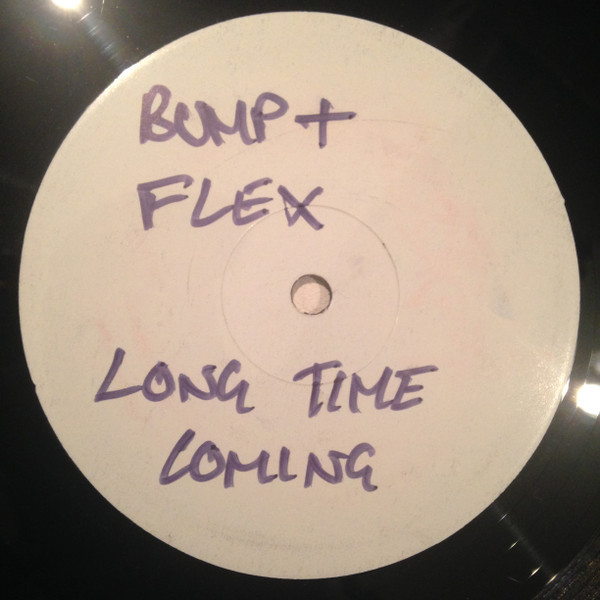 BUMP +
FLEX
LONG TIME
COMING